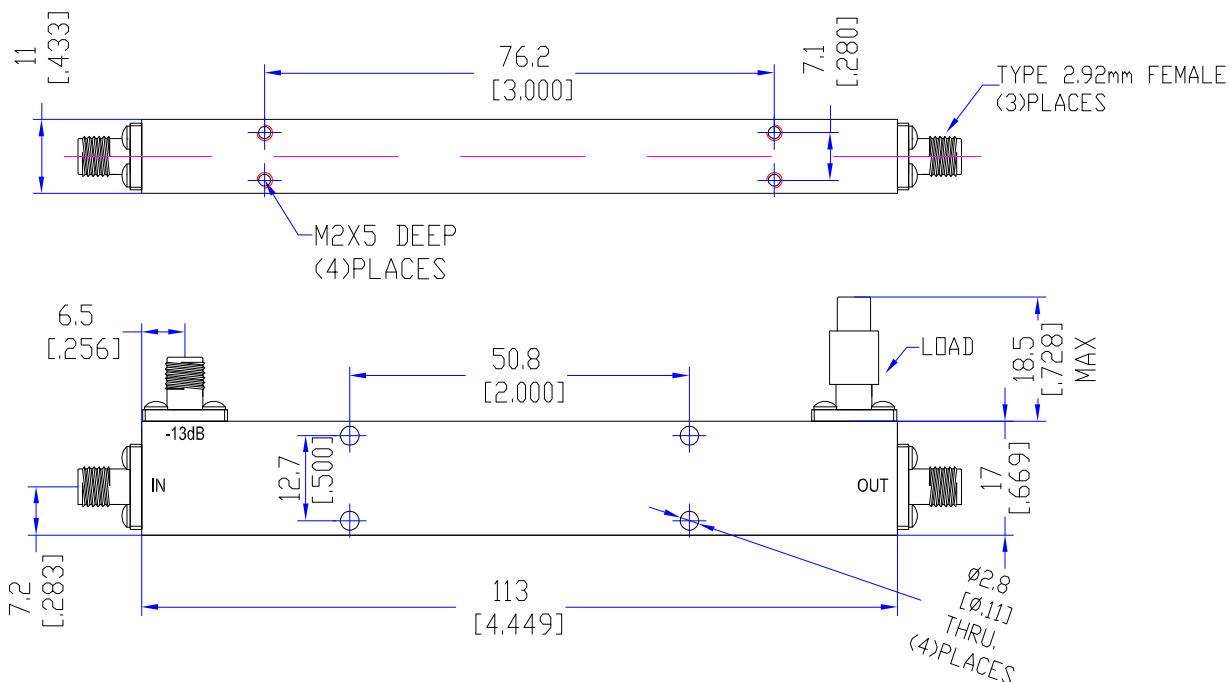 11
[.433]
76.2
[3.000]
7.1
[.280]
TYPE 2.92mm FEMALE
(3)PLACES
M2X5 DEEP
(4)PLACES
6.5
[.256]
50.8
[2.000]
LOAD
18.5
[.728]
MAX
-13dB
12.7
[.500]
IN
OUT
17
[.669]
7.2
[.283]
113
[4.449]
ϕ2.8
[ϕ.11]
THRU.
(4)PLACES